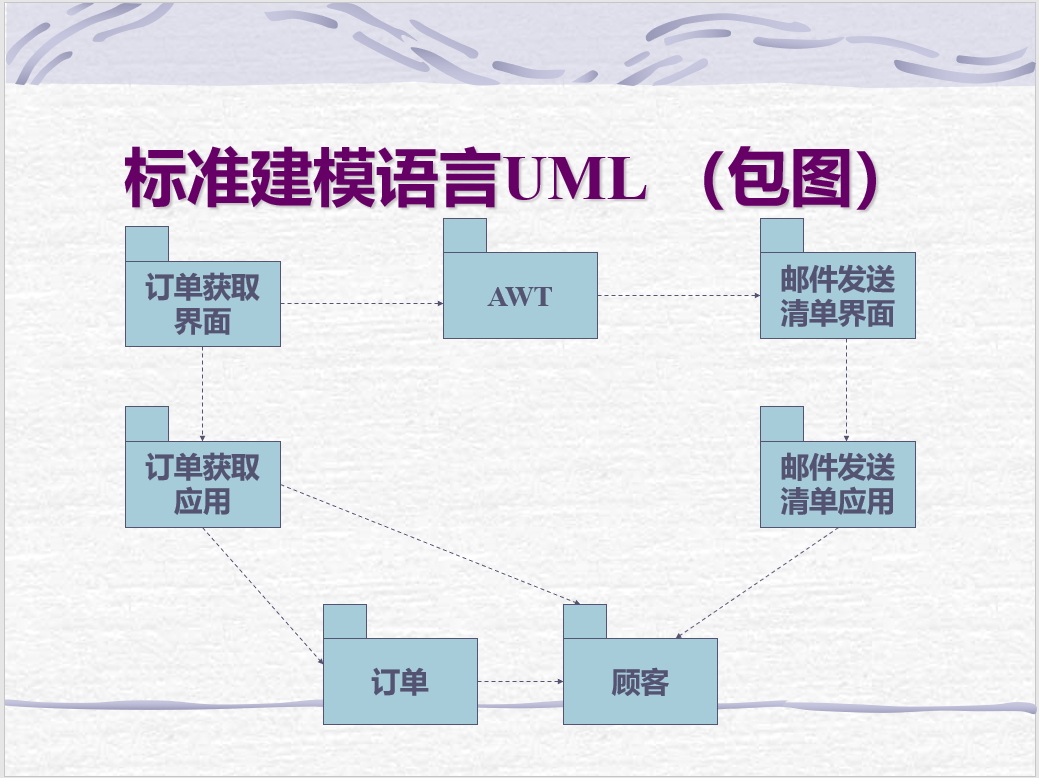 标准建模语言UML （包图）
订单获取
界面
AWT
邮件发送
清单界面
订单获取
应用
邮件发送
清单应用
订单
顾客